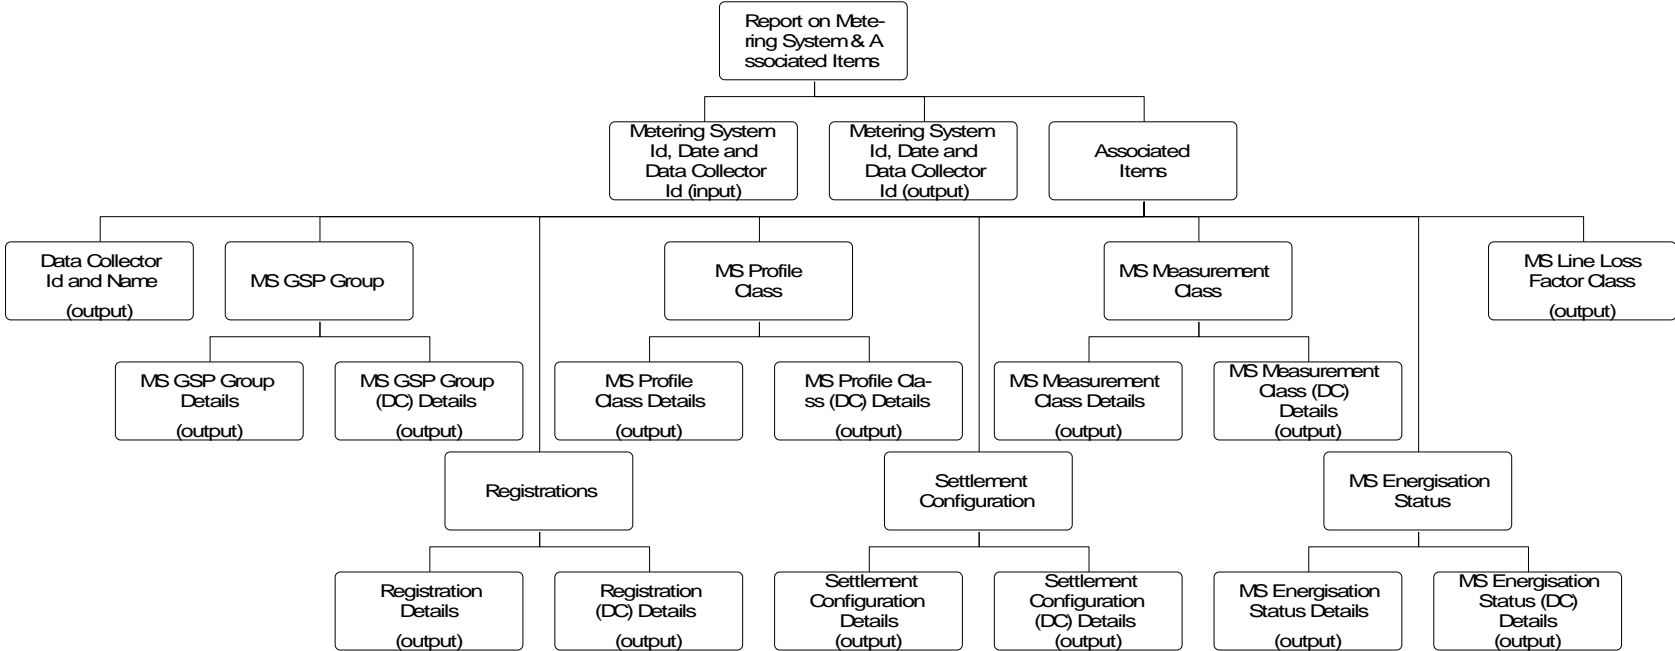 Report on Mete-
ring System & A
ssociated Items
Metering System
Id, Date and
Data Collector
Id (input)
Metering System
Id, Date and
Data Collector
Id (output)
Associated
Items
Data Collector
Id and Name
(output)
MS GSP Group
MS Profile
Class
MS Measurement
Class
MS Line Loss
Factor Class
(output)
MS GSP Group
Details
(output)
MS GSP Group
(DC) Details
(output)
MS Profile
Class Details
(output)
MS Profile Cla-
ss (DC) Details
(output)
MS Measurement
Class Details
(output)
MS Measurement
Class (DC)
Details
(output)
Registrations
Settlement
Configuration
MS Energisation
Status
Registration
Details
(output)
Registration
(DC) Details
(output)
Settlement
Configuration
Details
(output)
Settlement
Configuration
(DC) Details
(output)
MS Energisation
Status Details
(output)
MS Energisation
Status (DC)
Details
(output)